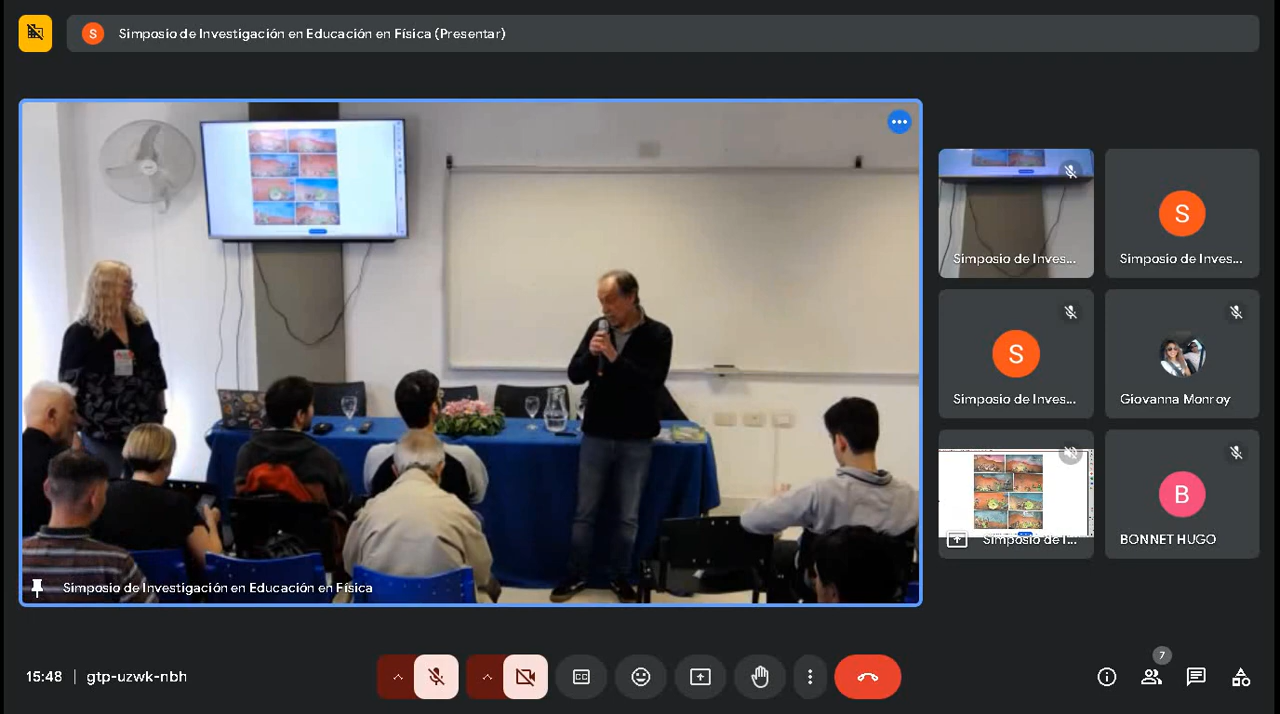 S Simposio de Investigación en Educación en Física (Presentar)
Simposio de Investigación en Educación en Física
Simposio de Inves...
S
Simposio de Inves...
S
Simposio de Inves...
Giovanna Monroy
Simposio de I...
B
BONNET HUGO
15:48 | gtp-uzwk-nbh
CC
7